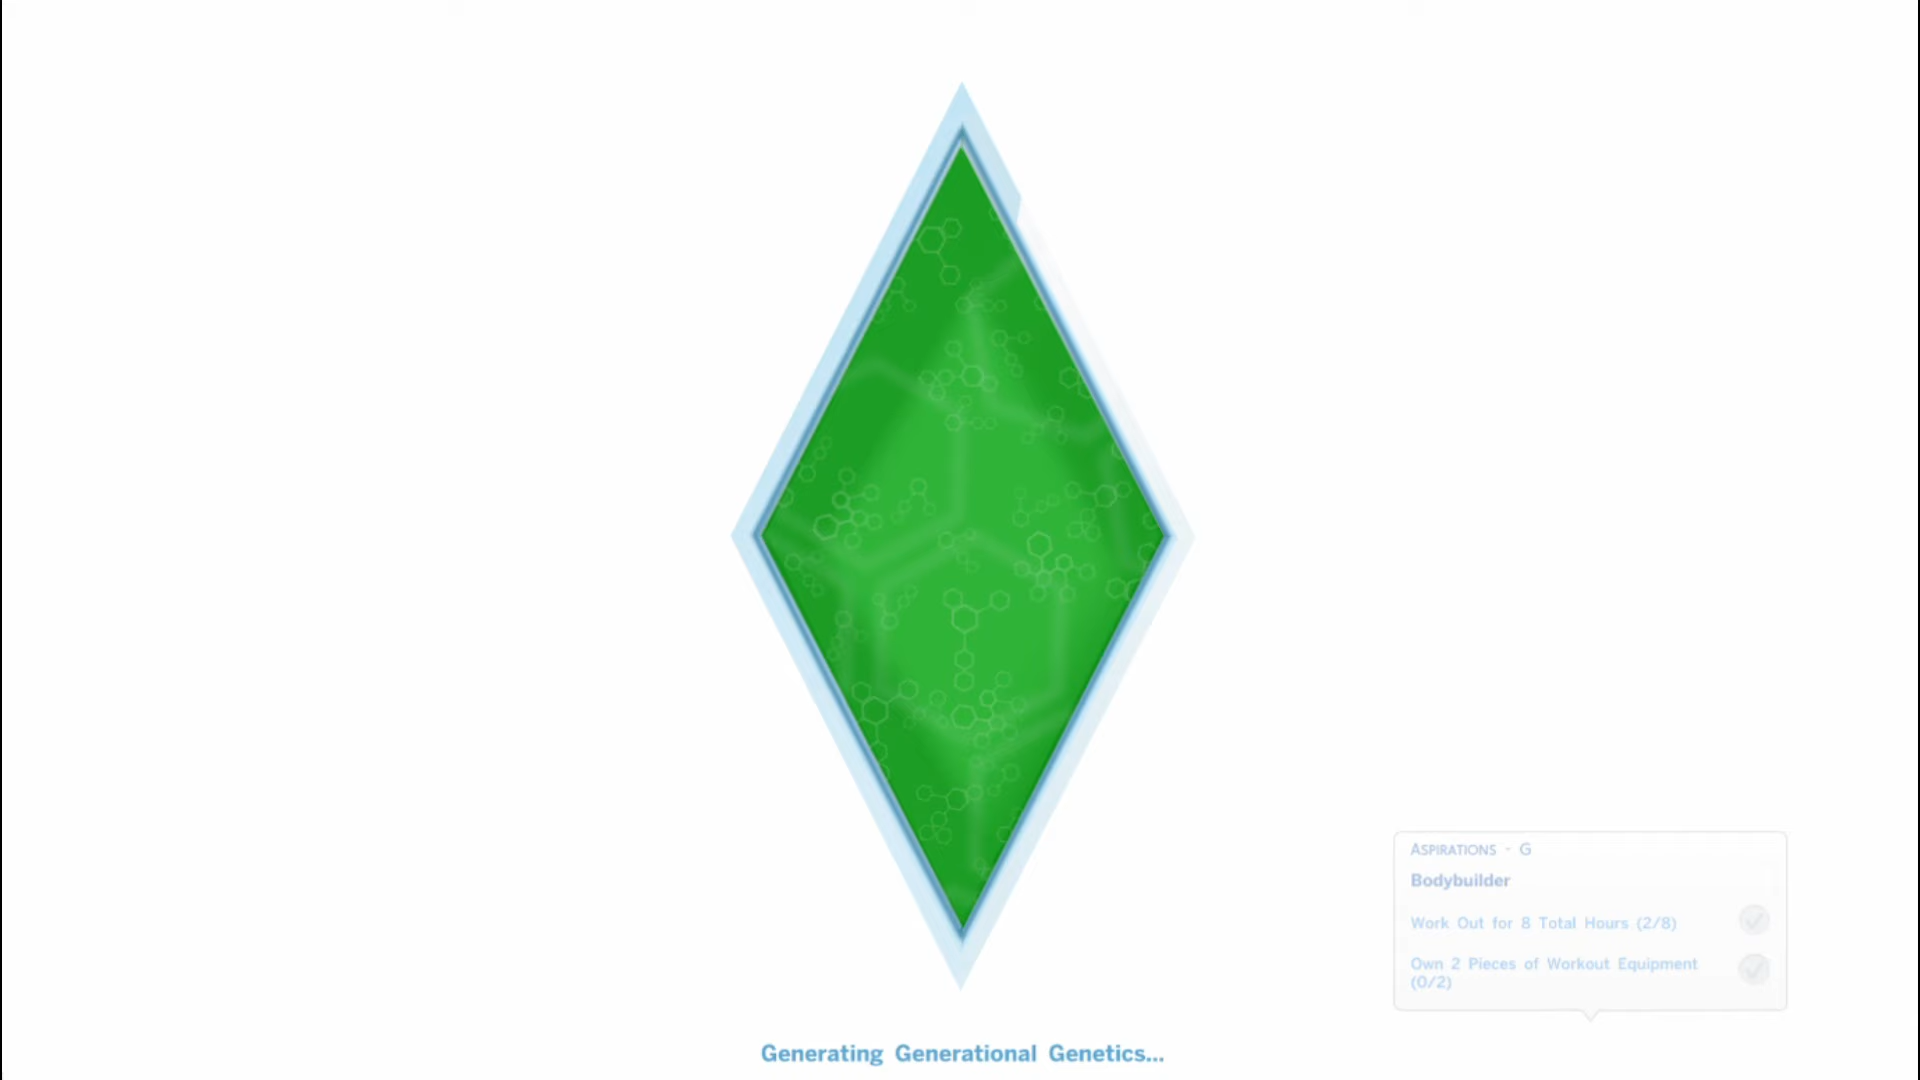 ASPIRATIONS - G
Bodybuilder
Work Out for 8 Total Hours (2/8)
Own 2 Pieces of Workout Equipment
(0/2)
Generating Generational Genetics...